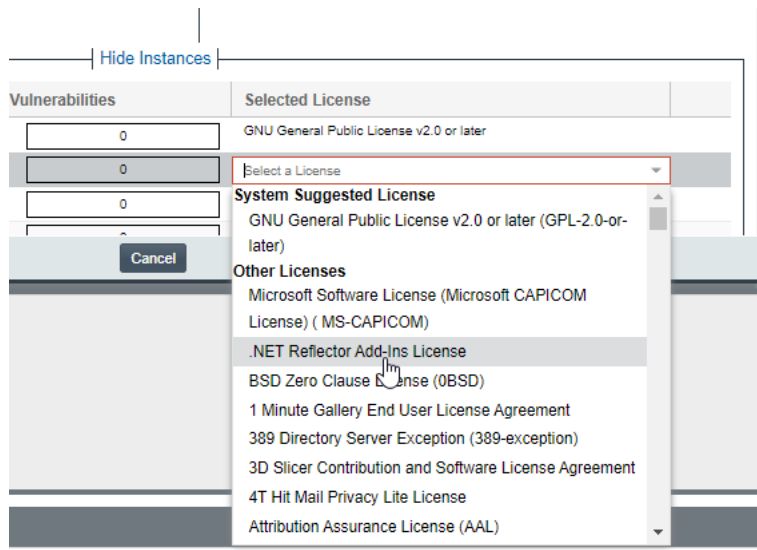 Hide Instances
Vulnerabilities Selected License
0 GNU General Public License v2.0 or later
0 Select a License
0
System Suggested License
GNU General Public License v2.0 or later (GPL-2.0-or-
later)
Cancel
Other Licenses
Microsoft Software License (Microsoft CAPICOM
License) ( MS-CAPICOM)
.NET Reflector Add-Ins License
BSD Zero Clause License (0BSD)
1 Minute Gallery End User License Agreement
389 Directory Server Exception (389-exception)
3D Slicer Contribution and Software License Agreement
4T Hit Mail Privacy Lite License
Attribution Assurance License (AAL)